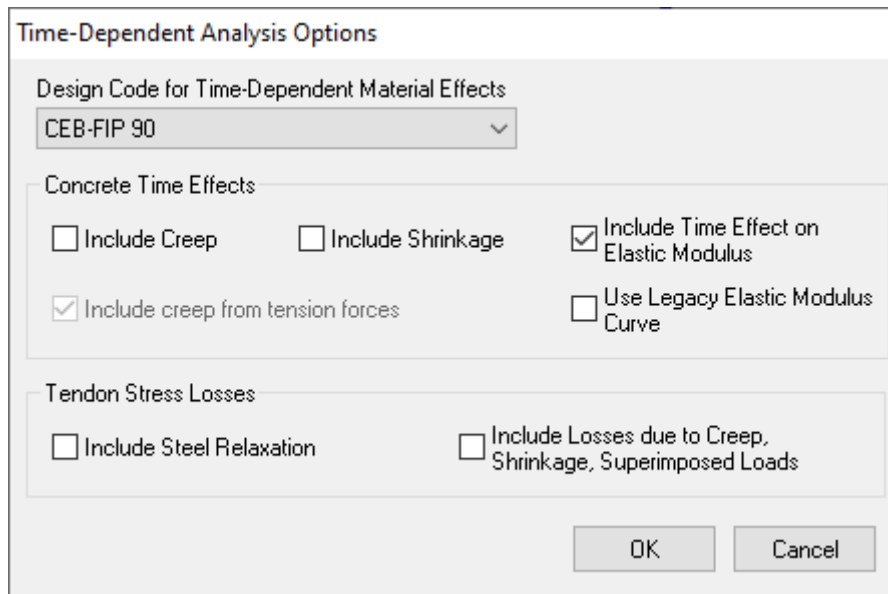 Time-Dependent Analysis Options
Design Code for Time-Dependent Material Effects
CEB-FIP 90
Concrete Time Effects
Include Creep
Include Shrinkage
Include Time Effect on
Elastic Modulus
Include creep from tension forces
Use Legacy Elastic Modulus
Curve
Tendon Stress Losses
Include Steel Relaxation
Include Losses due to Creep,
Shrinkage, Superimposed Loads
OK
Cancel